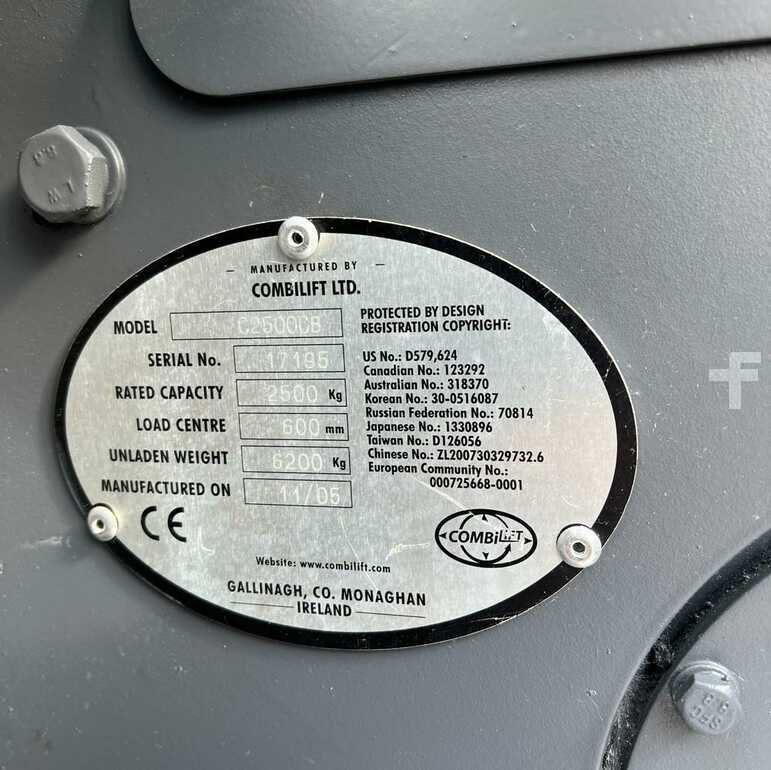 MANUFACTURED BY
COMBILIFT LTD.
MODEL C2500CB
SERIAL No. 17195
RATED CAPACITY 2500 Kg
LOAD CENTRE 600 mm
UNLADEN WEIGHT 6200 Kg
MANUFACTURED ON 11/05
PROTECTED BY DESIGN
REGISTRATION COPYRIGHT:
US No.: D579,624
Canadian No.: 123292
Australian No.: 318370
Korean No.: 30-0516087
Russian Federation No.: 70814
Japanese No.: 1330896
Taiwan No.: D126056
Chinese No.: ZL200730329732.6
European Community No.:
000725668-0001
CE
COMBiLIFT
Website: www.combilift.com
GALLINAGH, CO. MONAGHAN
IRELAND
8.8
LW